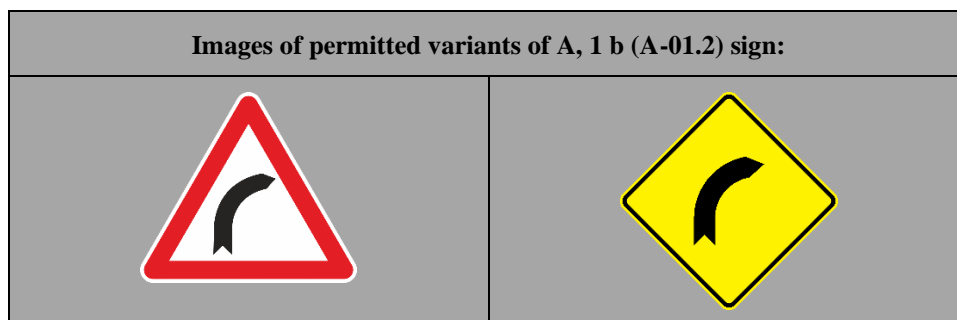 Images of permitted variants of A, 1 b (A-01.2) sign: